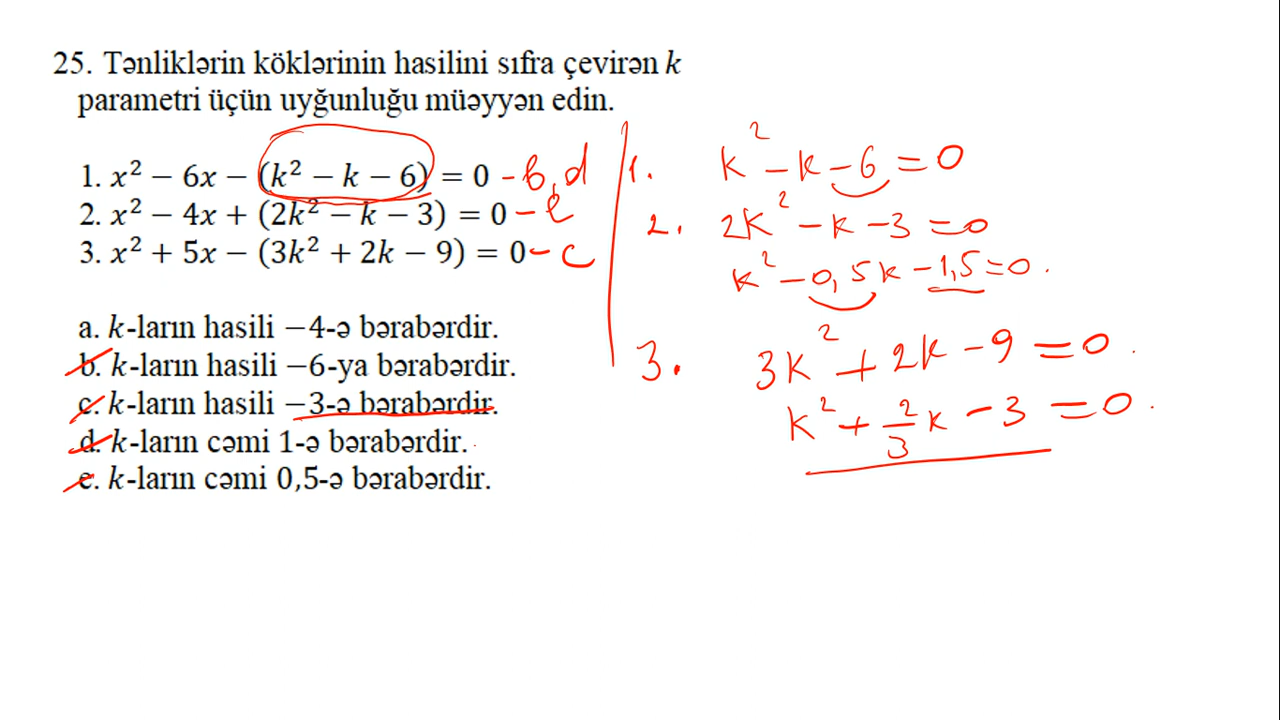 25. Tənliklərin köklərinin hasilini sıfra çevirən k
parametri üçün uyğunluğu müəyyən edin.
1. x² − 6x − (k² − k − 6) = 0 - b, d
2. x² − 4x + (2k² − k − 3) = 0 - e
3. x² + 5x − (3k² + 2k − 9) = 0 - c
a. k-ların hasili −4-ə bərabərdir.
b. k-ların hasili −6-ya bərabərdir.
c. k-ların hasili −3-ə bərabərdir.
d. k-ların cəmi 1-ə bərabərdir.
e. k-ların cəmi 0,5-ə bərabərdir.
1. k² − k − 6 = 0
2. 2k² − k − 3 = 0
k² − 0,5k − 1,5 = 0.
3. 3k² + 2k − 9 = 0.
k² + 2/3 k − 3 = 0.